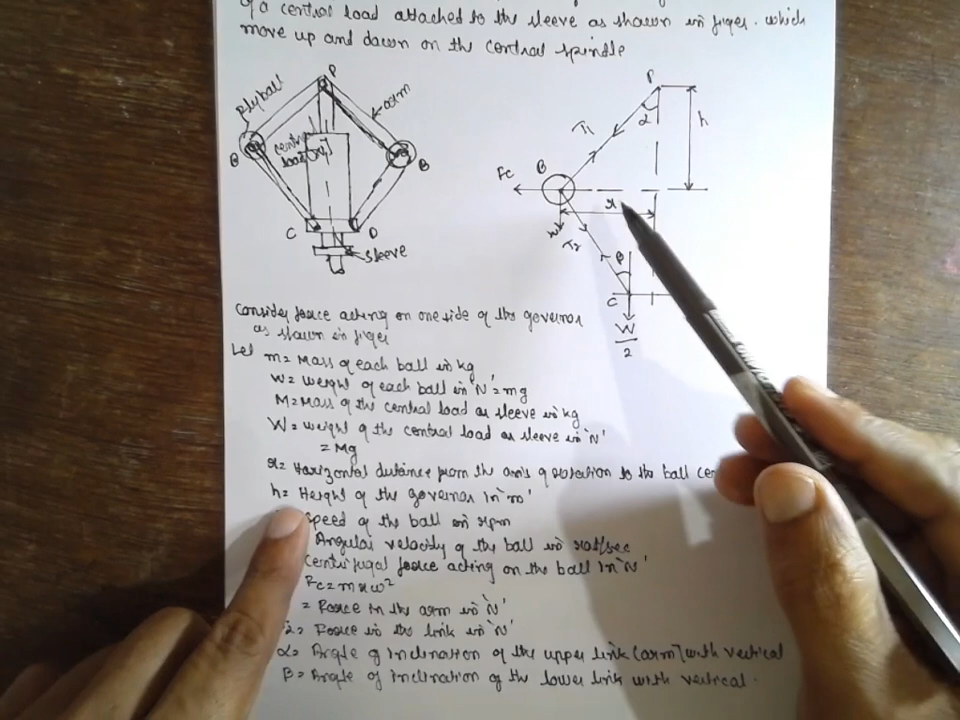 of a central load attached to the sleeve as shown in figer. which
move up and down on the central spindle
Flyball
P
arm
central
load
B
B
C
D
sleeve
P
T1
α
h
Fc
B
r
w
T2
β
C
W
2
Consider force acting on one side of the governor
as shown in figer
Let m = Mass of each ball in kg
W = weight of each ball in 'N' = mg
M = Mass of the central load or sleeve in kg
W = weight of the central load or sleeve in 'N'
= Mg
r = Horizontal distance from the axis of rotation to the ball
h = Height of the governor in 'm'
speed of the ball in rpm
Angular velocity of the ball in rad/sec
Centrifugal force acting on the ball in 'N'
Fc = mrω²
= Force in the arm in 'N'
2 = Force in the link in 'N'
α = Angle of inclination of the upper link (arm) with vertical
β = Angle of inclination of the lower link with vertical.